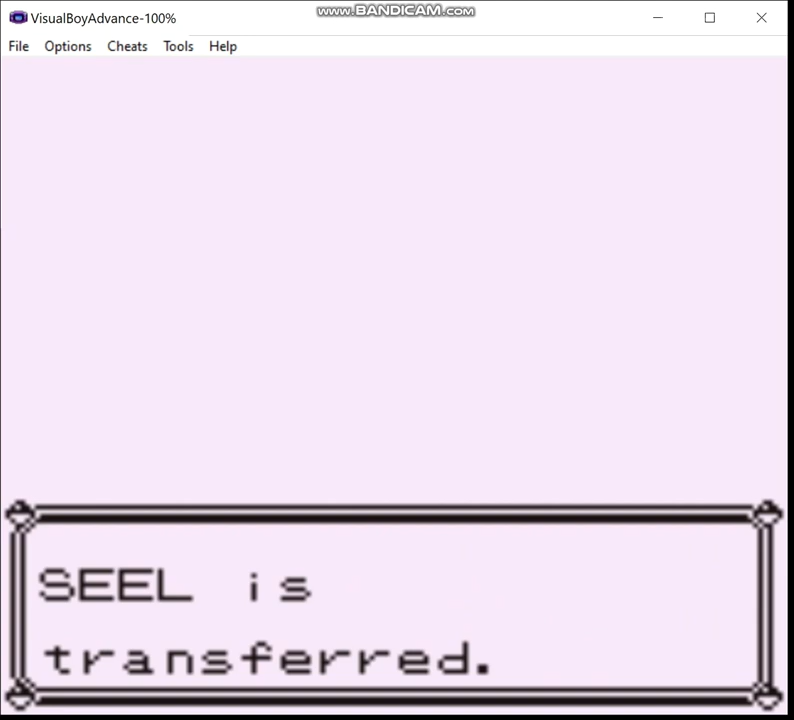 www.BANDICAM.com
VisualBoyAdvance-100%
File Options Cheats Tools Help
SEEL is
transferred.